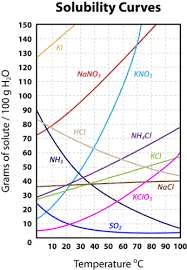 Solubility Curves
Grams of solute / 100 g H₂O
150
140
130
120
110
100
90
80
70
60
50
40
30
20
10
0
KI
NaNO₃
KNO₃
HCl
NH₄Cl
NH₃
KCl
NaCl
KClO₃
SO₂
0 10 20 30 40 50 60 70 80 90 100
Temperature °C